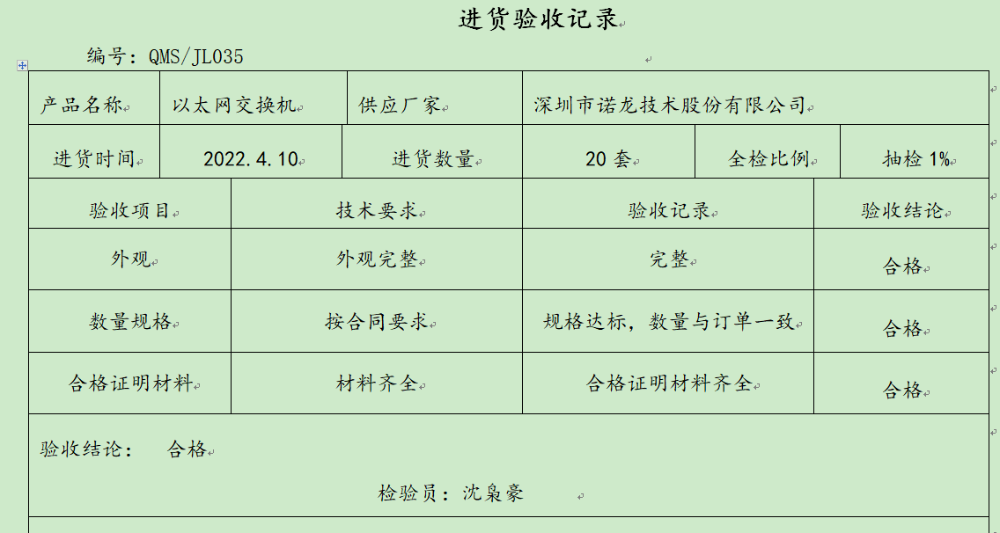 进货验收记录
编号：QMS/JL035
产品名称 以太网交换机 供应厂家 深圳市诺龙技术股份有限公司
进货时间 2022.4.10 进货数量 20 套 全检比例 抽检 1%
验收项目 技术要求 验收记录 验收结论
外观 外观完整 完整 合格
数量规格 按合同要求 规格达标，数量与订单一致 合格
合格证明材料 材料齐全 合格证明材料齐全 合格
验收结论： 合格
检验员：沈枭豪